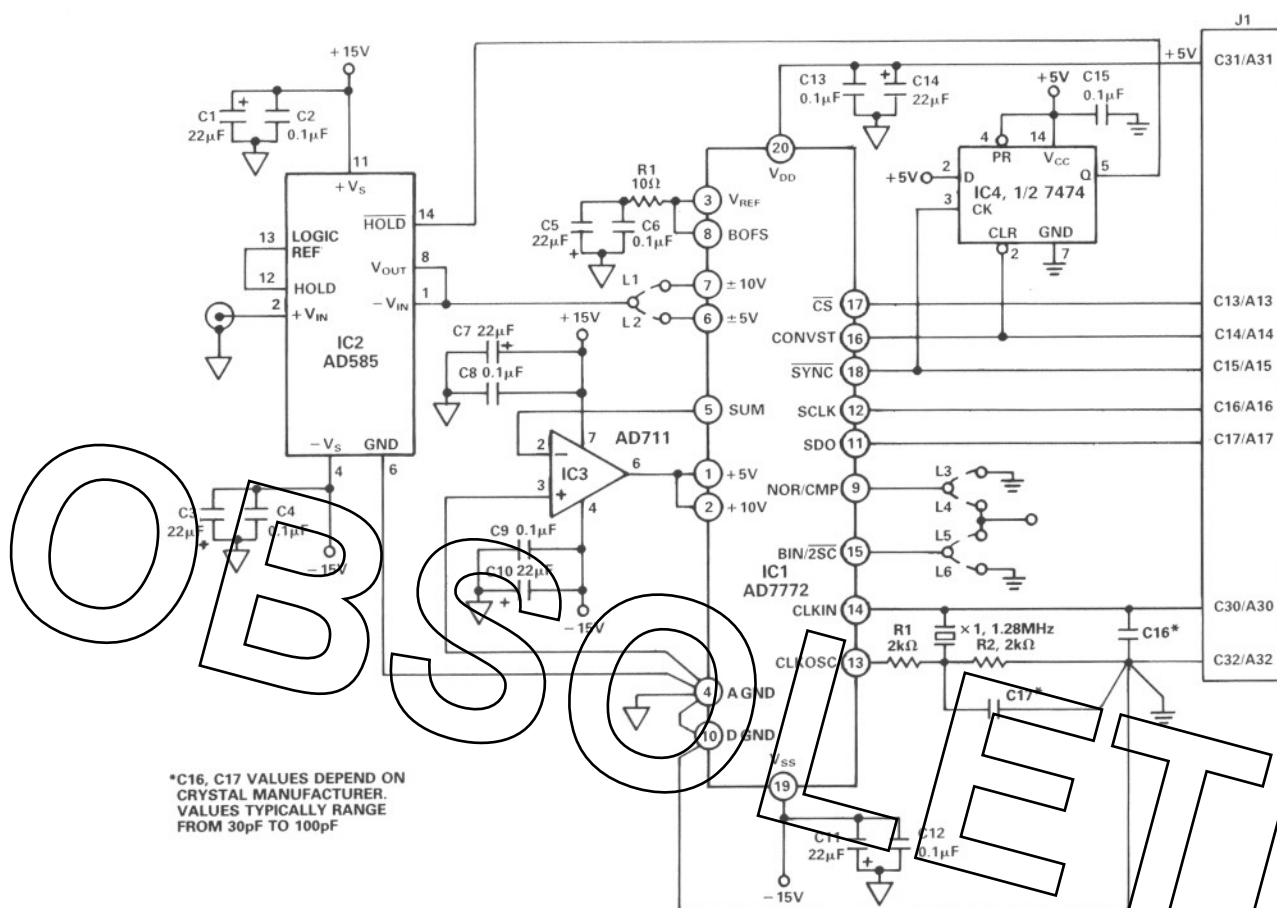 J1
+15V
+5V
C31/A31
C1
22μF
C2
0.1μF
C13
0.1μF
C14
22μF
+5V
C15
0.1μF
11
+VS
20
VDD
4
PR
14
VCC
+5V
2
D
Q
5
IC4, 1/2 7474
3
CK
CLR
2
GND
7
R1
10Ω
3
VREF
C5
22μF
C6
0.1μF
8
BOFS
HOLD
14
13
LOGIC
REF
12
HOLD
VOUT
8
2
+VIN
−VIN
1
IC2
AD585
L1
L2
7
±10V
6
±5V
CS
17
C13/A13
CONVST
16
C14/A14
SYNC
18
C15/A15
+15V
C7 22μF
C8 0.1μF
5
SUM
SCLK
12
C16/A16
SDO
11
C17/A17
−VS
GND
4
6
AD711
2
−
7
IC3
6
3
+
4
1
+5V
2
+10V
NOR/CMP
9
L3
L4
L5
L6
BIN/2SC
15
C3
22μF
C4
0.1μF
−15V
C9 0.1μF
C10 22μF
−15V
IC1
AD7772
CLKIN
14
C30/A30
×1, 1.28MHz
C16*
CLKOSC
13
R1
2kΩ
R2, 2kΩ
C32/A32
C17*
4
AGND
10
DGND
VSS
19
C11
22μF
C12
0.1μF
−15V
*C16, C17 VALUES DEPEND ON
CRYSTAL MANUFACTURER.
VALUES TYPICALLY RANGE
FROM 30pF TO 100pF
OBSOLET